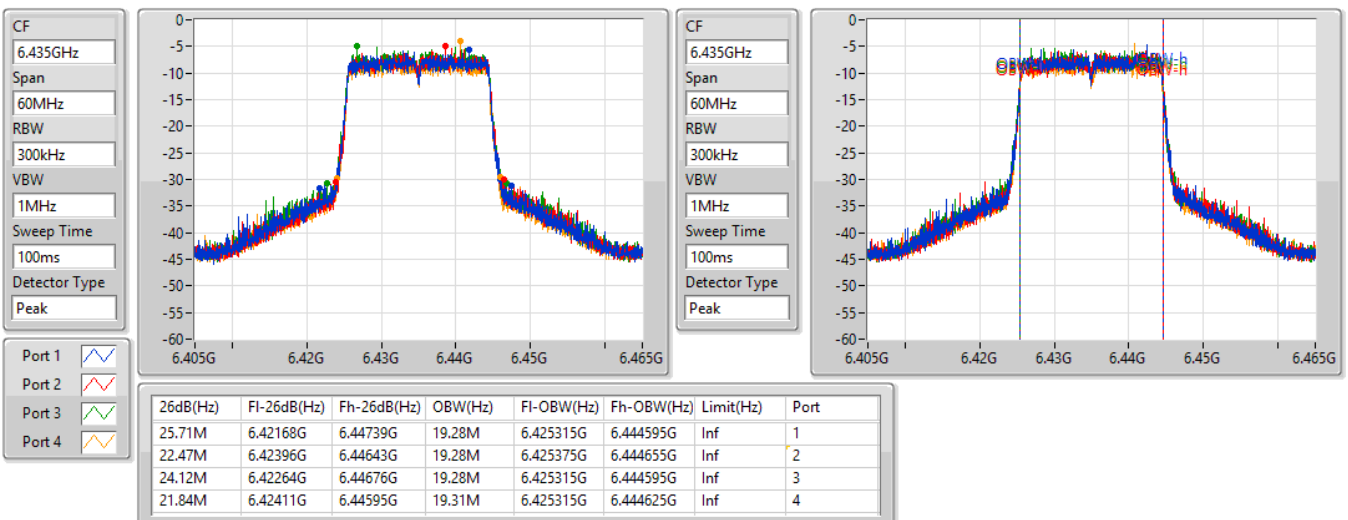 CF
6.435GHz
Span
60MHz
RBW
300kHz
VBW
1MHz
Sweep Time
100ms
Detector Type
Peak
Port 1
Port 2
Port 3
Port 4
0
-5
-10
-15
-20
-25
-30
-35
-40
-45
-50
-55
-60
6.405G 6.42G 6.43G 6.44G 6.45G 6.465G
CF
6.435GHz
Span
60MHz
RBW
300kHz
VBW
1MHz
Sweep Time
100ms
Detector Type
Peak
0
-5
-10
-15
-20
-25
-30
-35
-40
-45
-50
-55
-60
6.405G 6.42G 6.43G 6.44G 6.45G 6.465G
26dB(Hz) Fl-26dB(Hz) Fh-26dB(Hz) OBW(Hz) Fl-OBW(Hz) Fh-OBW(Hz) Limit(Hz) Port
25.71M 6.42168G 6.44739G 19.28M 6.425315G 6.444595G Inf 1
22.47M 6.42396G 6.44643G 19.28M 6.425375G 6.444655G Inf 2
24.12M 6.42264G 6.44676G 19.28M 6.425315G 6.444595G Inf 3
21.84M 6.42411G 6.44595G 19.31M 6.425315G 6.444625G Inf 4